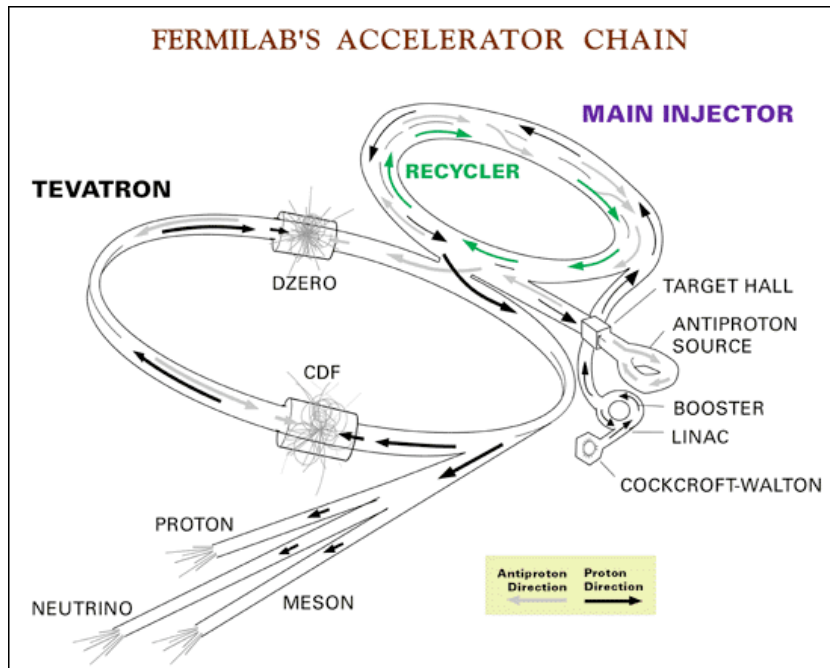 FERMILAB'S ACCELERATOR CHAIN
MAIN INJECTOR
RECYCLER
TEVATRON
DZERO
TARGET HALL
ANTIPROTON
SOURCE
CDF
BOOSTER
LINAC
COCKCROFT-WALTON
PROTON
NEUTRINO
MESON
Antiproton
Direction
Proton
Direction